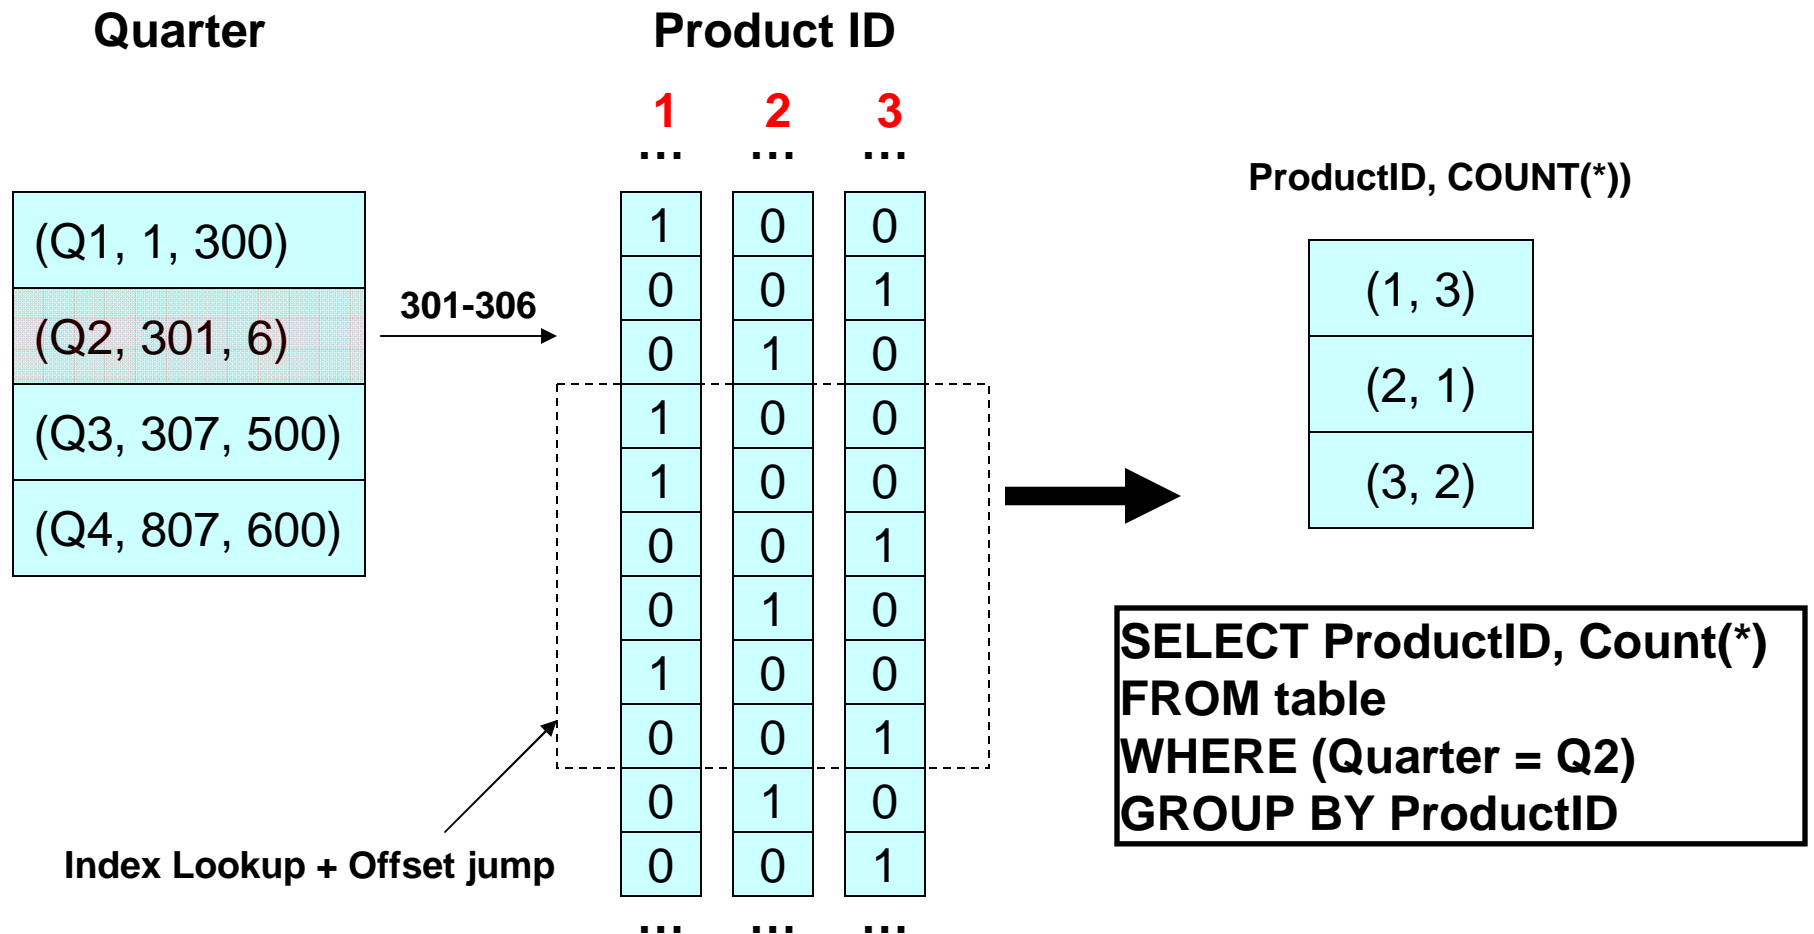 Quarter
Product ID
1 2 3
... ... ...
ProductID, COUNT(*))
(Q1, 1, 300)
(Q2, 301, 6)
(Q3, 307, 500)
(Q4, 807, 600)
301-306
1 0 0
0 0 1
0 1 0
1 0 0
1 0 0
0 0 1
0 1 0
1 0 0
0 0 1
0 1 0
0 0 1
... ... ...
(1, 3)
(2, 1)
(3, 2)
Index Lookup + Offset jump
SELECT ProductID, Count(*)
FROM table
WHERE (Quarter = Q2)
GROUP BY ProductID